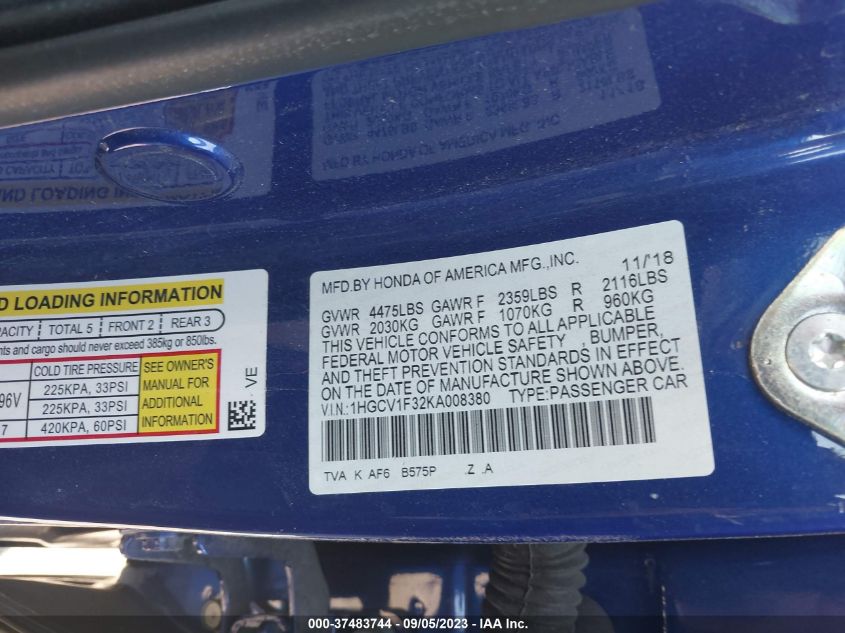 MFD.BY HONDA OF AMERICA MFG.,INC. 11/'18
GVWR 4475LBS GAWR F 2359LBS R 2116LBS
GVWR 2030KG GAWR F 1070KG R 960KG
THIS VEHICLE CONFORMS TO ALL APPLICABLE
FEDERAL MOTOR VEHICLE SAFETY , BUMPER,
AND THEFT PREVENTION STANDARDS IN EFFECT
ON THE DATE OF MANUFACTURE SHOWN ABOVE.
V.I.N.:1HGCV1F32KA008380 TYPE:PASSENGER CAR
TVA K AF6 B575P .Z .A
D LOADING INFORMATION
ACITY TOTAL 5 FRONT 2 REAR 3
nts and cargo should never exceed 385kg or 850lbs.
COLD TIRE PRESSURE
96V 225KPA, 33PSI
225KPA, 33PSI
7 420KPA, 60PSI
SEE OWNER'S
MANUAL FOR
ADDITIONAL
INFORMATION
VE
000-37483744 - 09/05/2023 - IAA Inc.